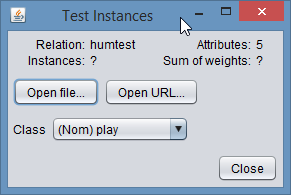 Test Instances
Relation: humtest Attributes: 5
Instances: ? Sum of weights: ?
Open file... Open URL...
Class (Nom) play
Close